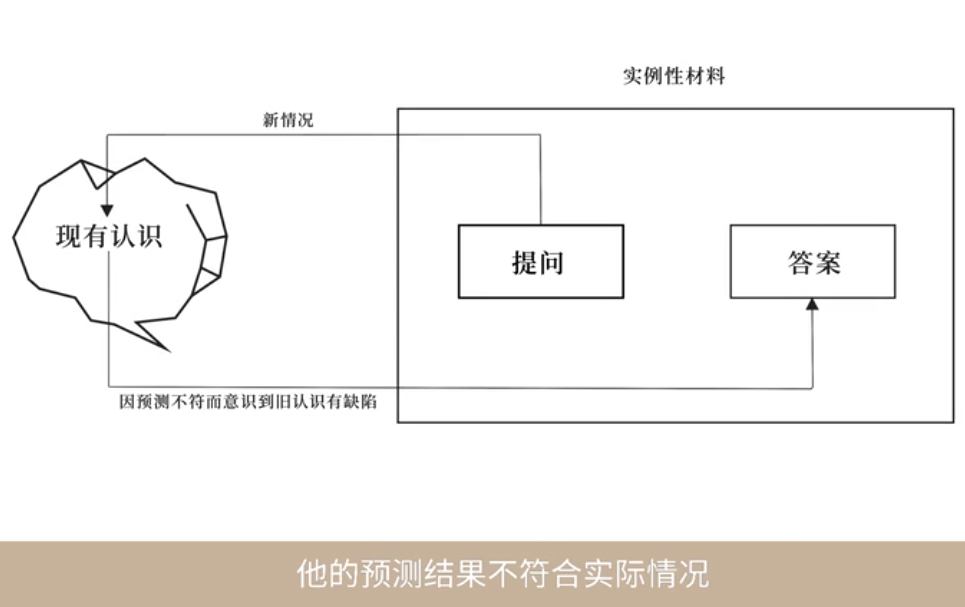 实例性材料
新情况
现有认识
提问
答案
因预测不符而意识到旧认识有缺陷
他的预测结果不符合实际情况